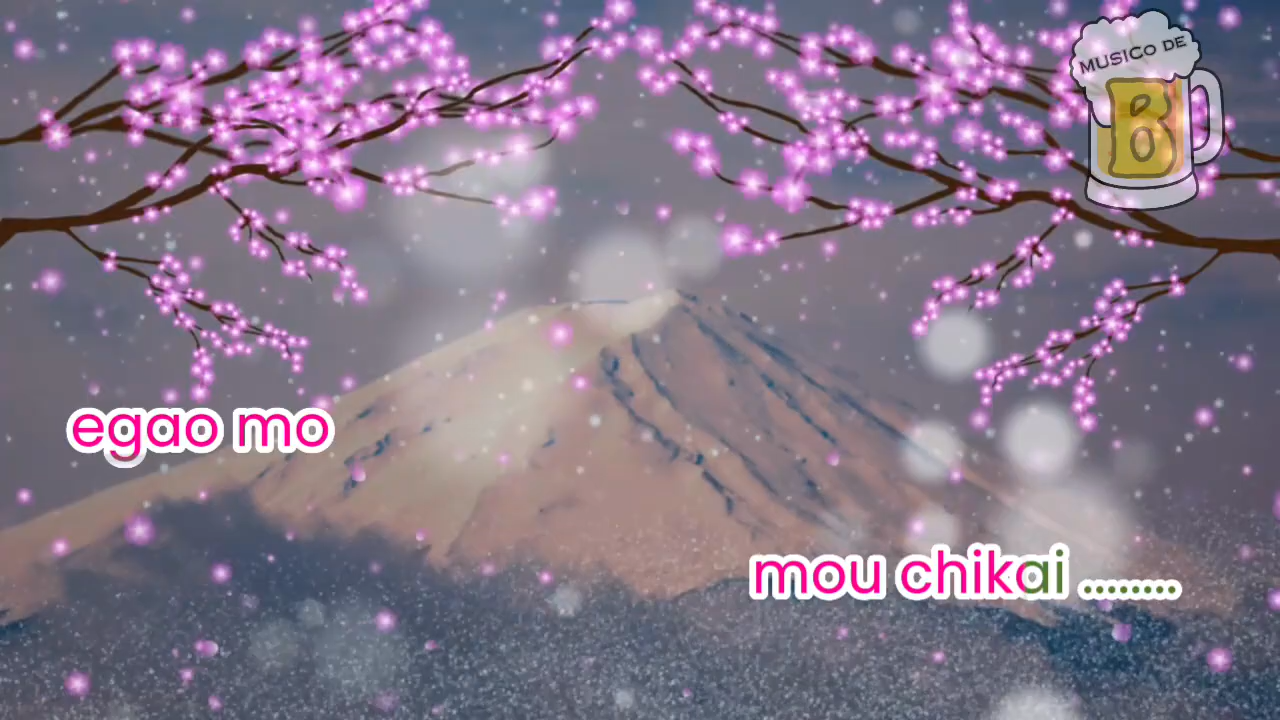 MUSICO DE
B
egao mo
mou chikai ........